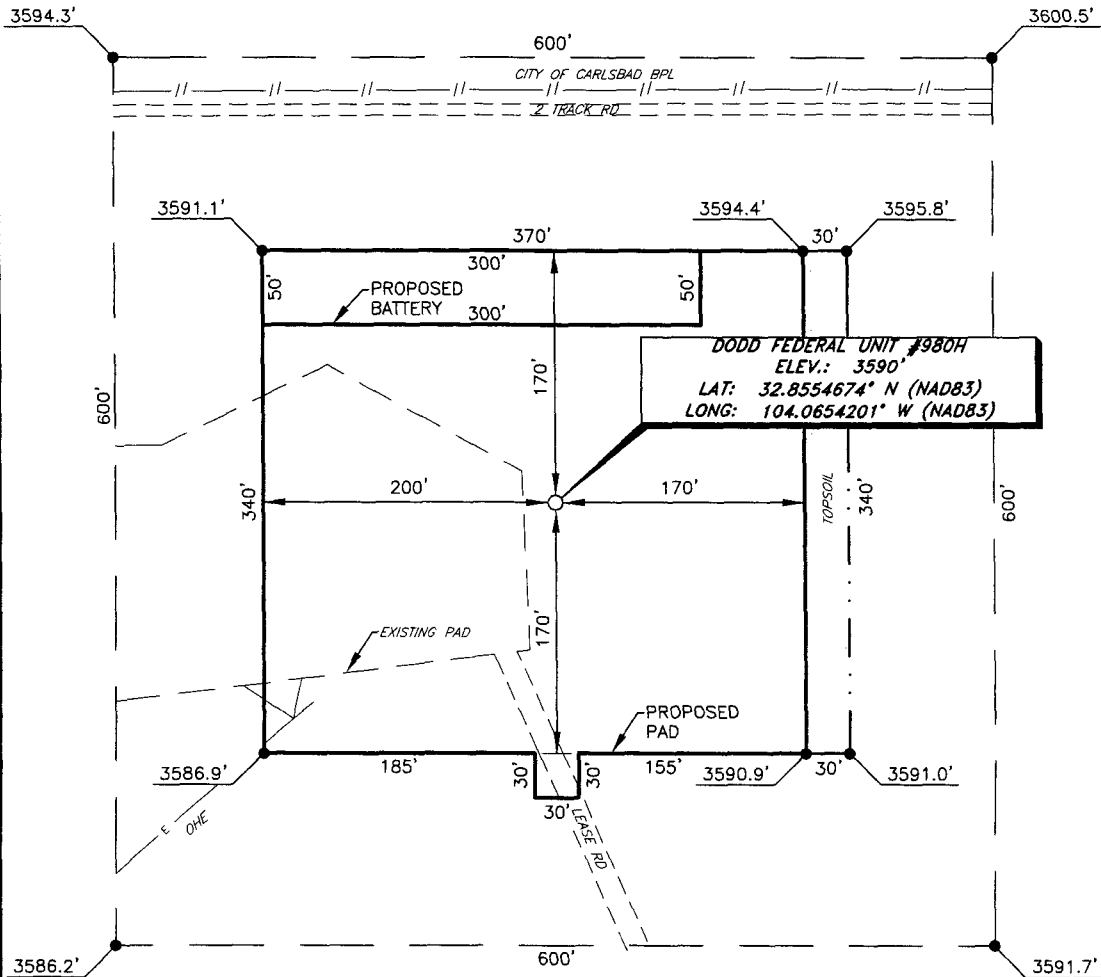 3594.3'
3600.5'
600'
CITY OF CARLSBAD BPL
2 TRACK RD
3591.1'
3594.4'
3595.8'
370'
30'
300'
50'
PROPOSED
BATTERY
50'
300'
DODD FEDERAL UNIT #980H
ELEV.: 3590'
LAT: 32.8554674° N (NAD83)
LONG: 104.0654201° W (NAD83)
170'
600'
200'
170'
340'
TOPSOIL
340'
600'
170'
EXISTING PAD
PROPOSED
PAD
3586.9'
185'
30'
30'
155'
3590.9'
30'
3591.0'
30'
E
OHE
LEASE RD
600'
3586.2'
3591.7'